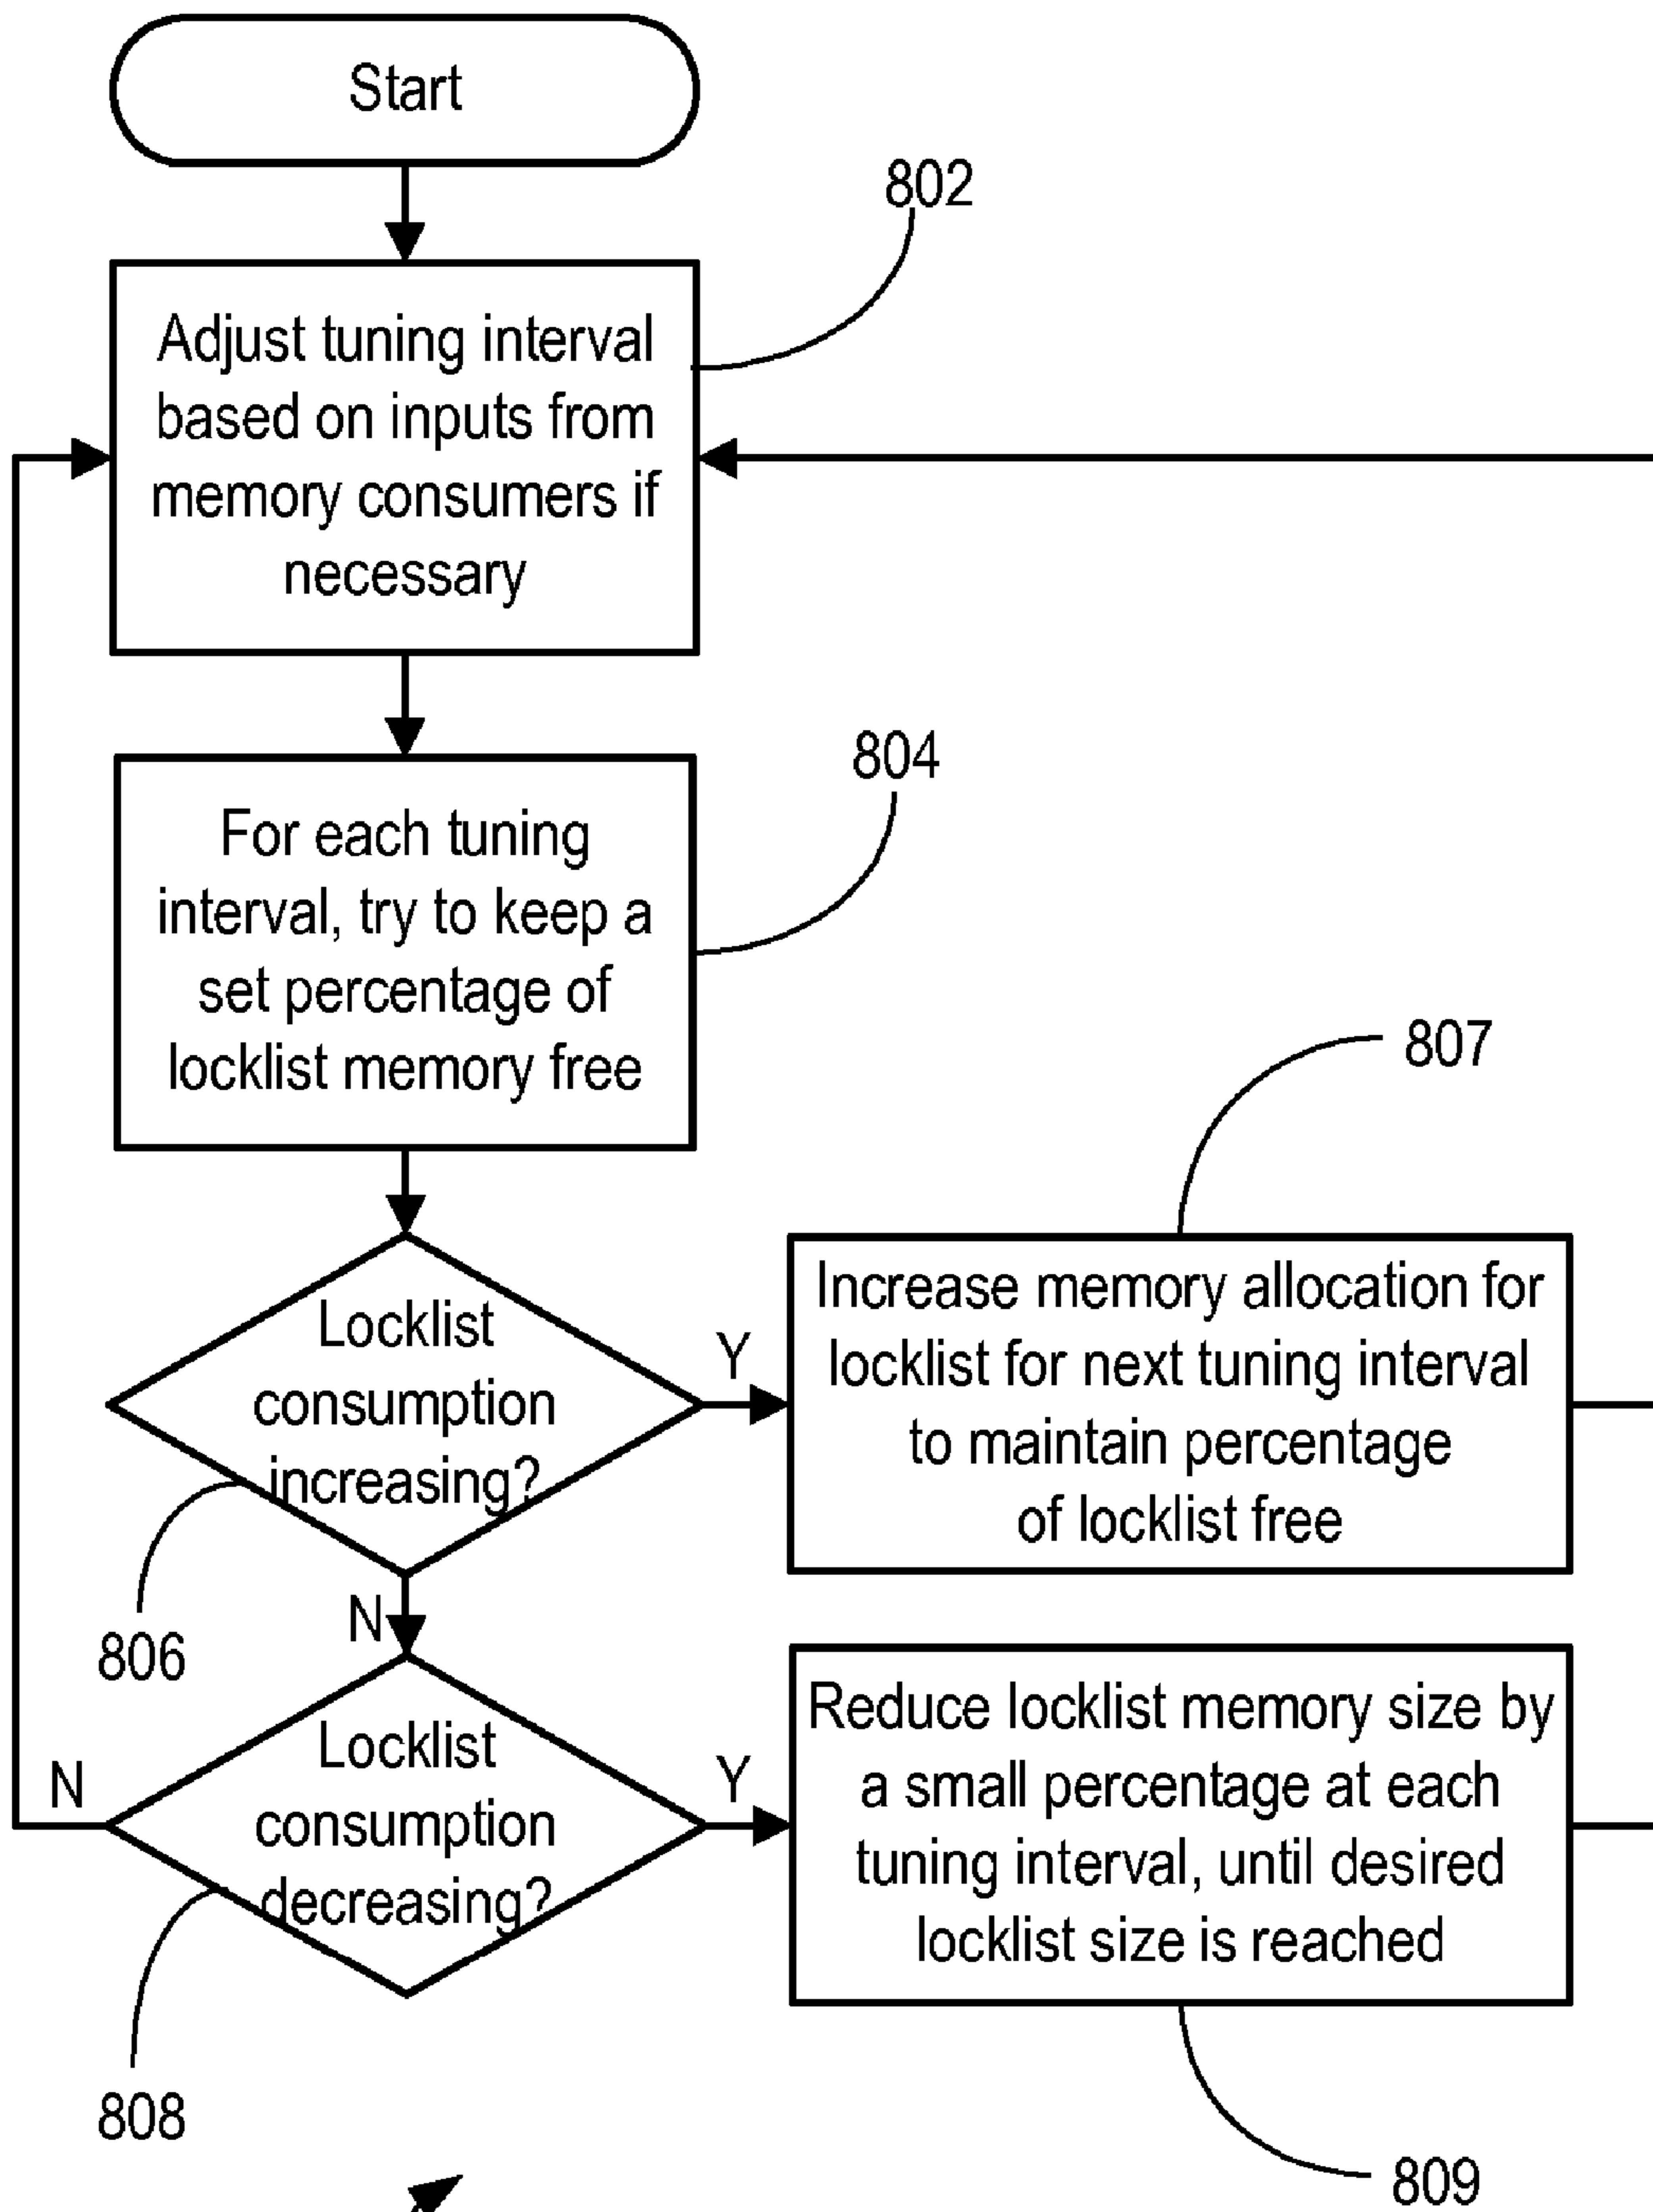 Start
802
Adjust tuning interval
based on inputs from
memory consumers if
necessary
804
For each tuning
interval, try to keep a
set percentage of
locklist memory free
807
Locklist
consumption
increasing?
Y
Increase memory allocation for
locklist for next tuning interval
to maintain percentage
of locklist free
N
806
Locklist
consumption
decreasing?
N
Y
Reduce locklist memory size by
a small percentage at each
tuning interval, until desired
locklist size is reached
808
809